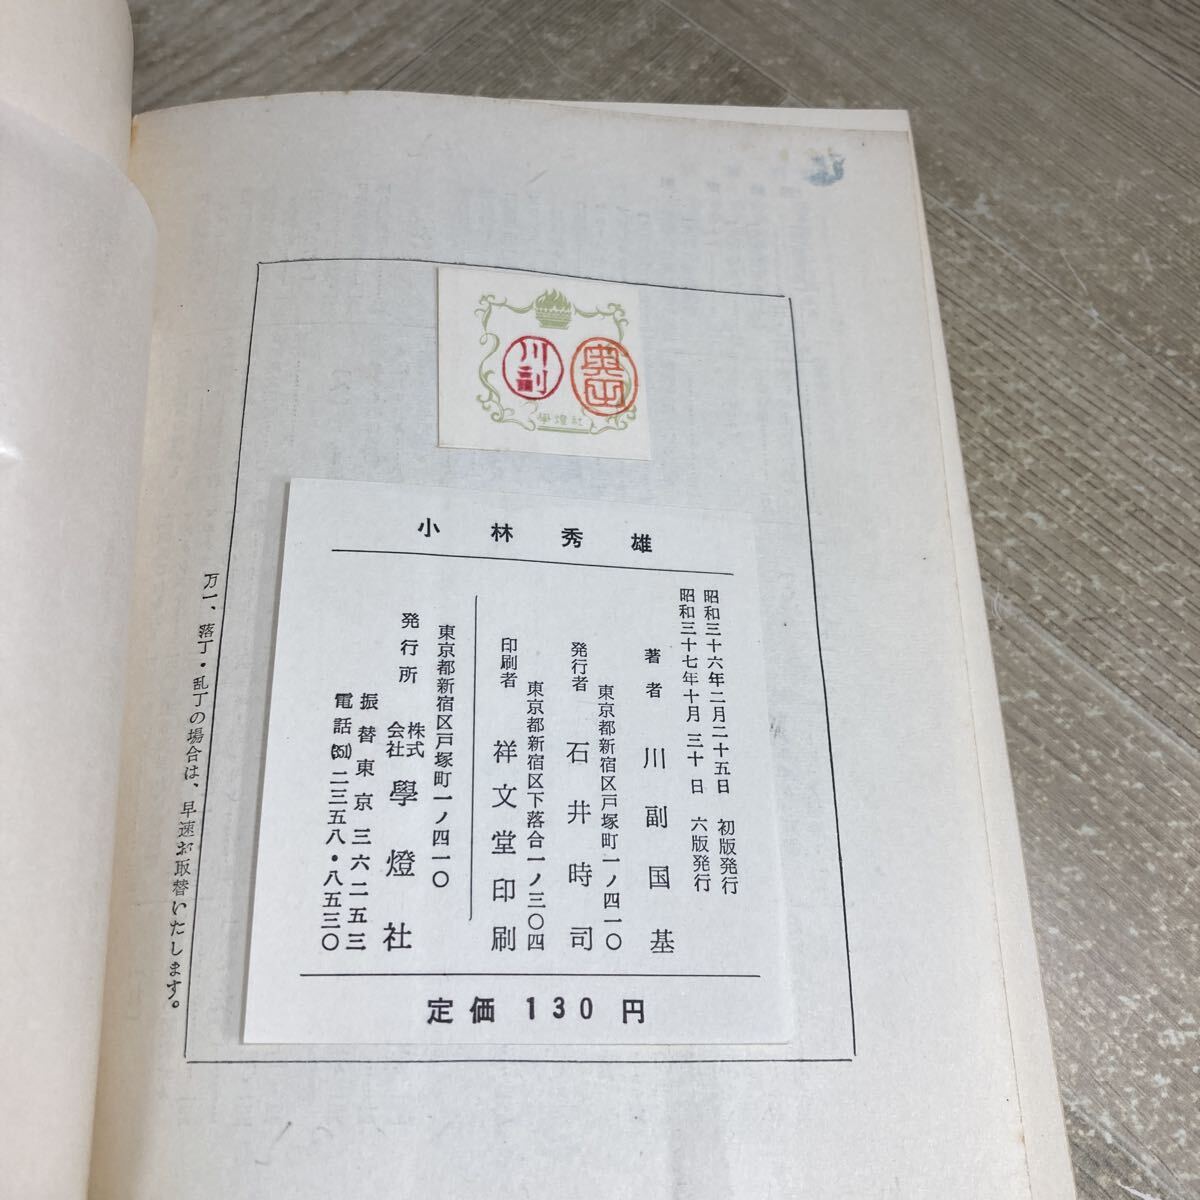 川副
奥山
學燈社
小林秀雄
昭和三十六年二月二十五日 初版発行
昭和三十七年十月三十日 六版発行
著者 川副国基
東京都新宿区戸塚町一ノ四一〇
発行者 石井時司
東京都新宿区下落合一ノ三〇四
印刷者 祥文堂印刷
東京都新宿区戸塚町一ノ四一〇
発行所 株式会社 學燈社
振替東京三六二五三
電話(351)二三五八・八五三〇
定価 130 円
万一、落丁・乱丁の場合は、早速お取替いたします。